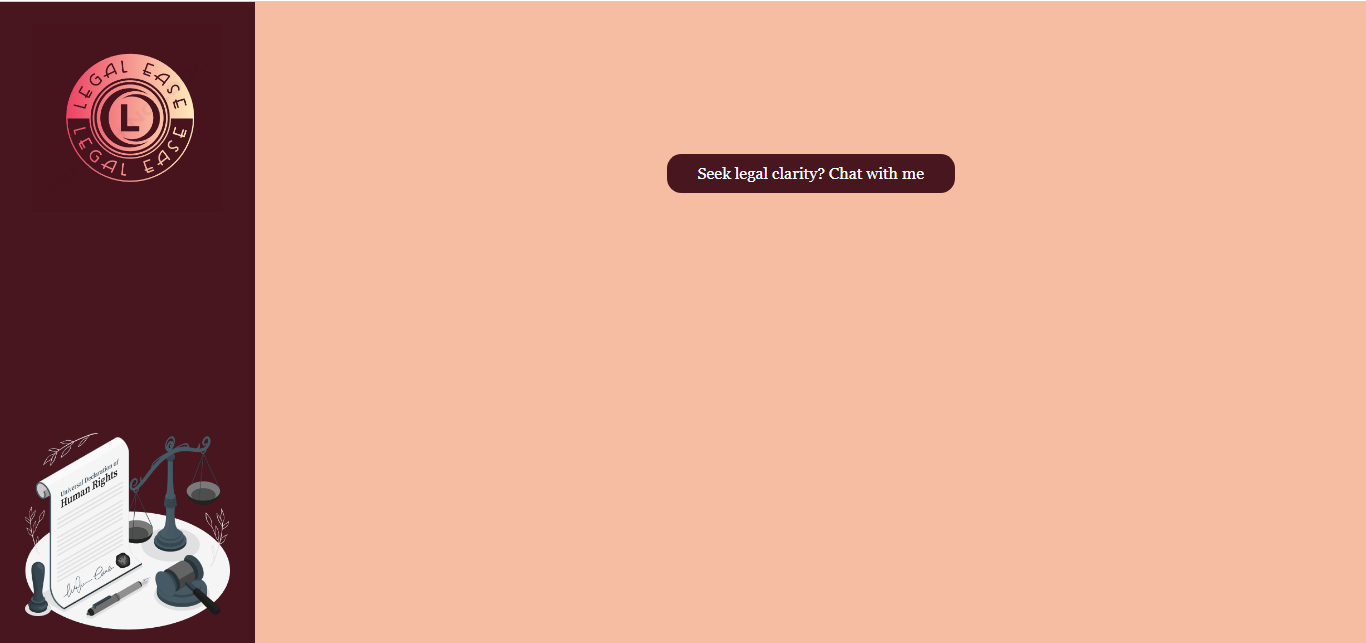 LEGAL EASE
L
LEGAL EASE
Seek legal clarity? Chat with me
Universal Declaration of
Human Rights